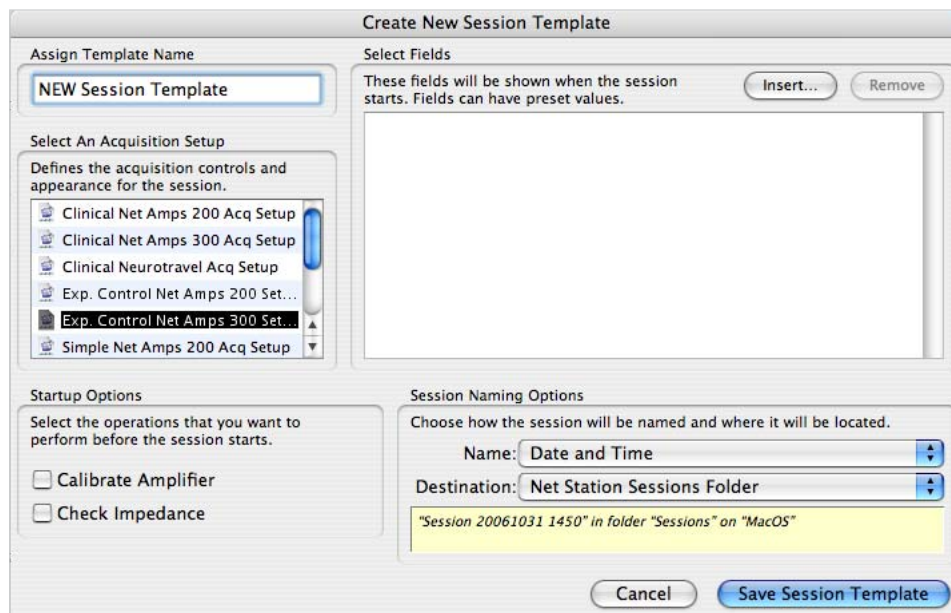 Create New Session Template
Assign Template Name
NEW Session Template
Select An Acquisition Setup
Defines the acquisition controls and
appearance for the session.
Clinical Net Amps 200 Acq Setup
Clinical Net Amps 300 Acq Setup
Clinical Neurotravel Acq Setup
Exp. Control Net Amps 200 Set...
Exp. Control Net Amps 300 Set...
Simple Net Amps 200 Acq Setup
Select Fields
These fields will be shown when the session
starts. Fields can have preset values.
Insert...
Remove
Startup Options
Select the operations that you want to
perform before the session starts.
Calibrate Amplifier
Check Impedance
Session Naming Options
Choose how the session will be named and where it will be located.
Name: Date and Time
Destination: Net Station Sessions Folder
"Session 20061031 1450" in folder "Sessions" on "MacOS"
Cancel
Save Session Template